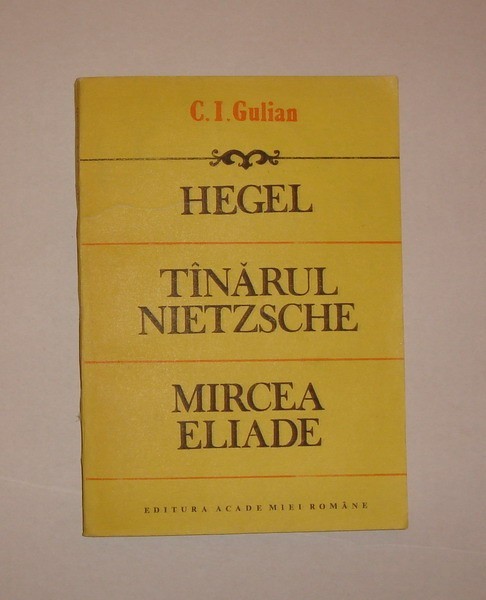 C.I.Gulian
HEGEL
TÎNĂRUL
NIETZSCHE
MIRCEA
ELIADE
EDITURA ACADEMIEI ROMÂNE